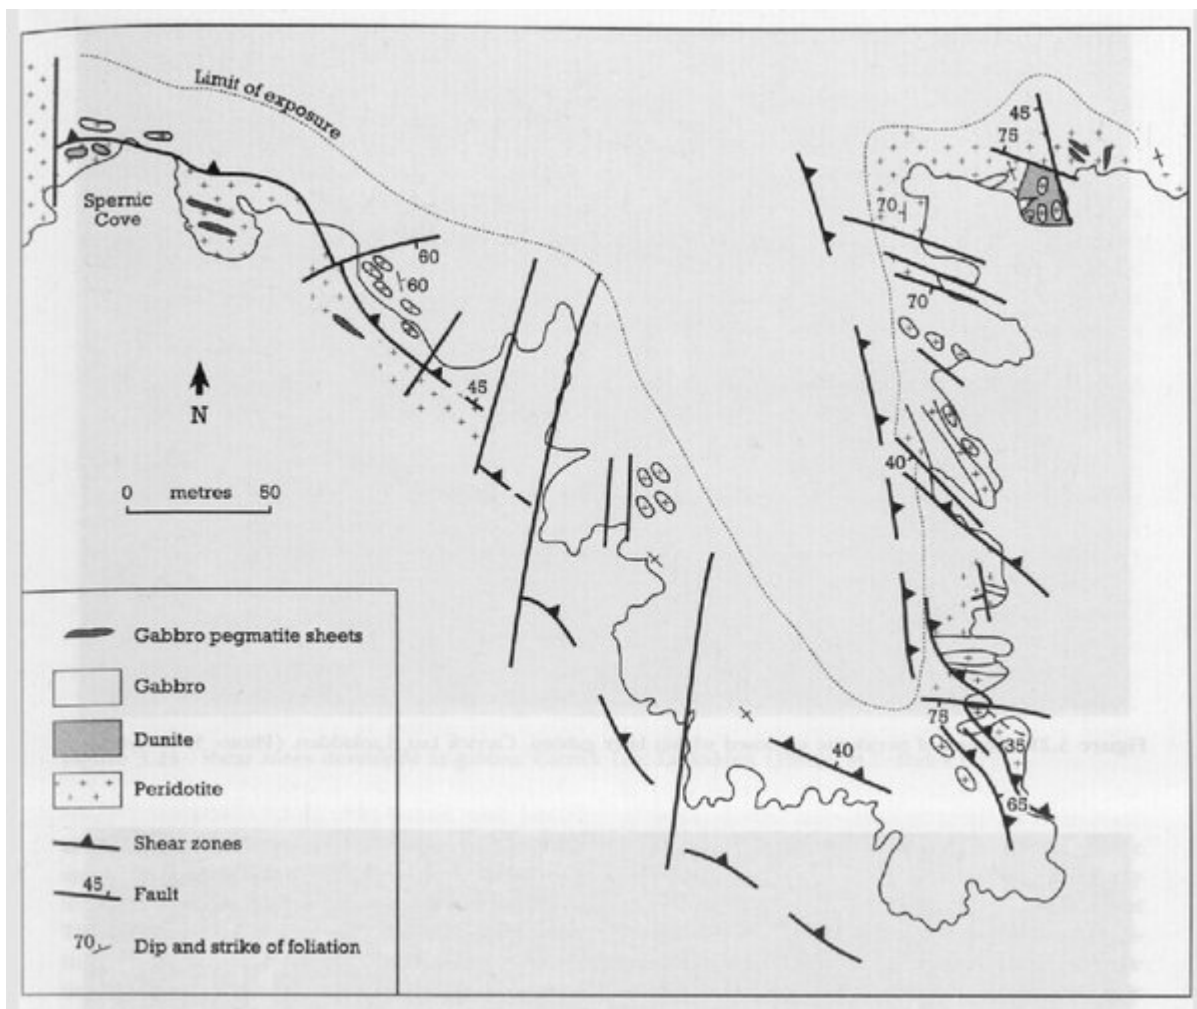 Limit of exposure
45
75
Spernic
Cove
70
60
60
70
45
N
40
0 metres 50
Gabbro pegmatite sheets
Gabbro
75
Dunite
40
35
Peridotite
65
Shear zones
45
Fault
70
Dip and strike of foliation